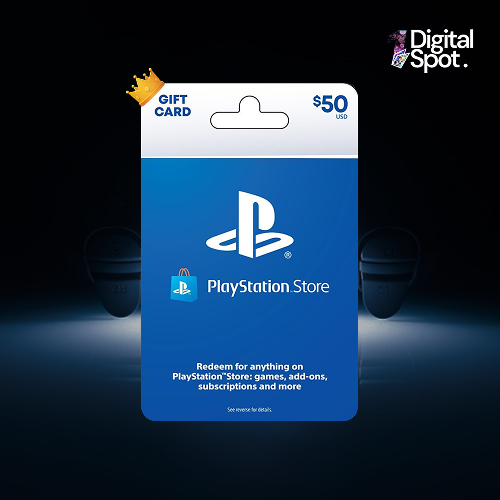 Digital
Spot.
GIFT
CARD
$50
USD
PlayStation.Store
Redeem for anything on
PlayStation™Store: games, add-ons,
subscriptions and more
See reverse for details.